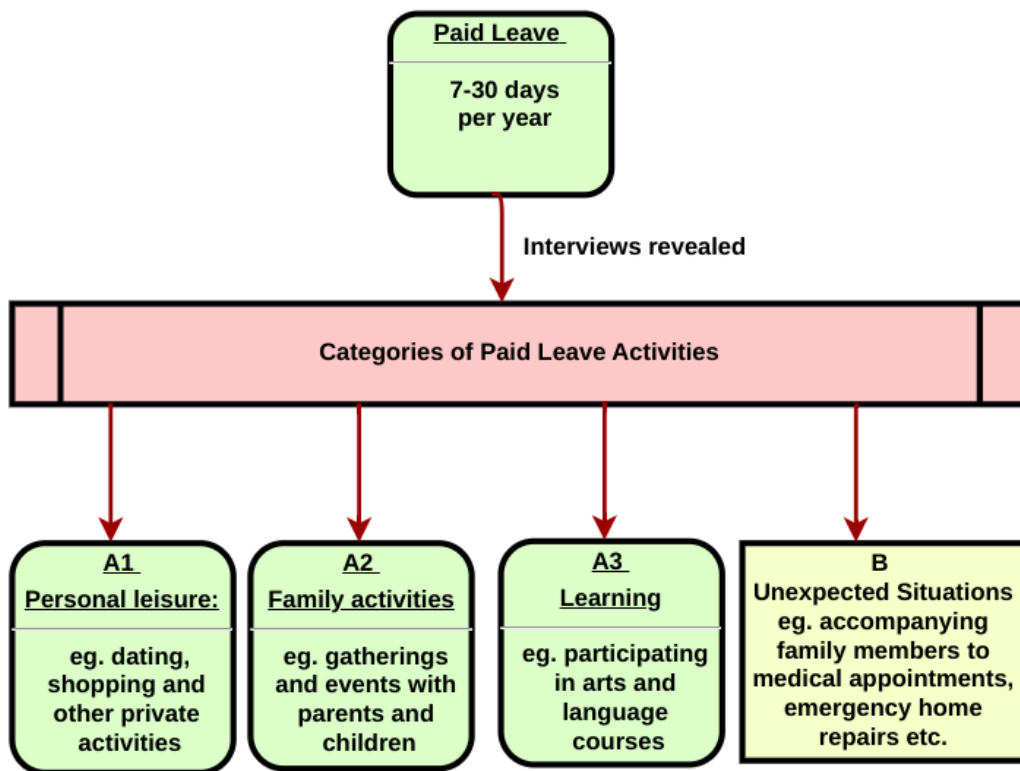 Paid Leave
7-30 days
per year
Interviews revealed
Categories of Paid Leave Activities
A1
Personal leisure:
eg. dating,
shopping and
other private
activities
A2
Family activities
eg. gatherings
and events with
parents and
children
A3
Learning
eg. participating
in arts and
language
courses
B
Unexpected Situations
eg. accompanying
family members to
medical appointments,
emergency home
repairs etc.